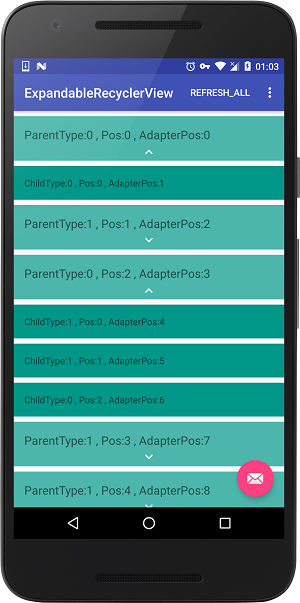 01:03
ExpandableRecyclerView REFRESH_ALL
ParentType:0 , Pos:0 , AdapterPos:0
ChildType:0 , Pos:0 , AdapterPos:1
ParentType:1 , Pos:1 , AdapterPos:2
ParentType:0 , Pos:2 , AdapterPos:3
ChildType:1 , Pos:0 , AdapterPos:4
ChildType:1 , Pos:1 , AdapterPos:5
ChildType:0 , Pos:2 , AdapterPos:6
ParentType:1 , Pos:3 , AdapterPos:7
ParentType:1 , Pos:4 , AdapterPos:8